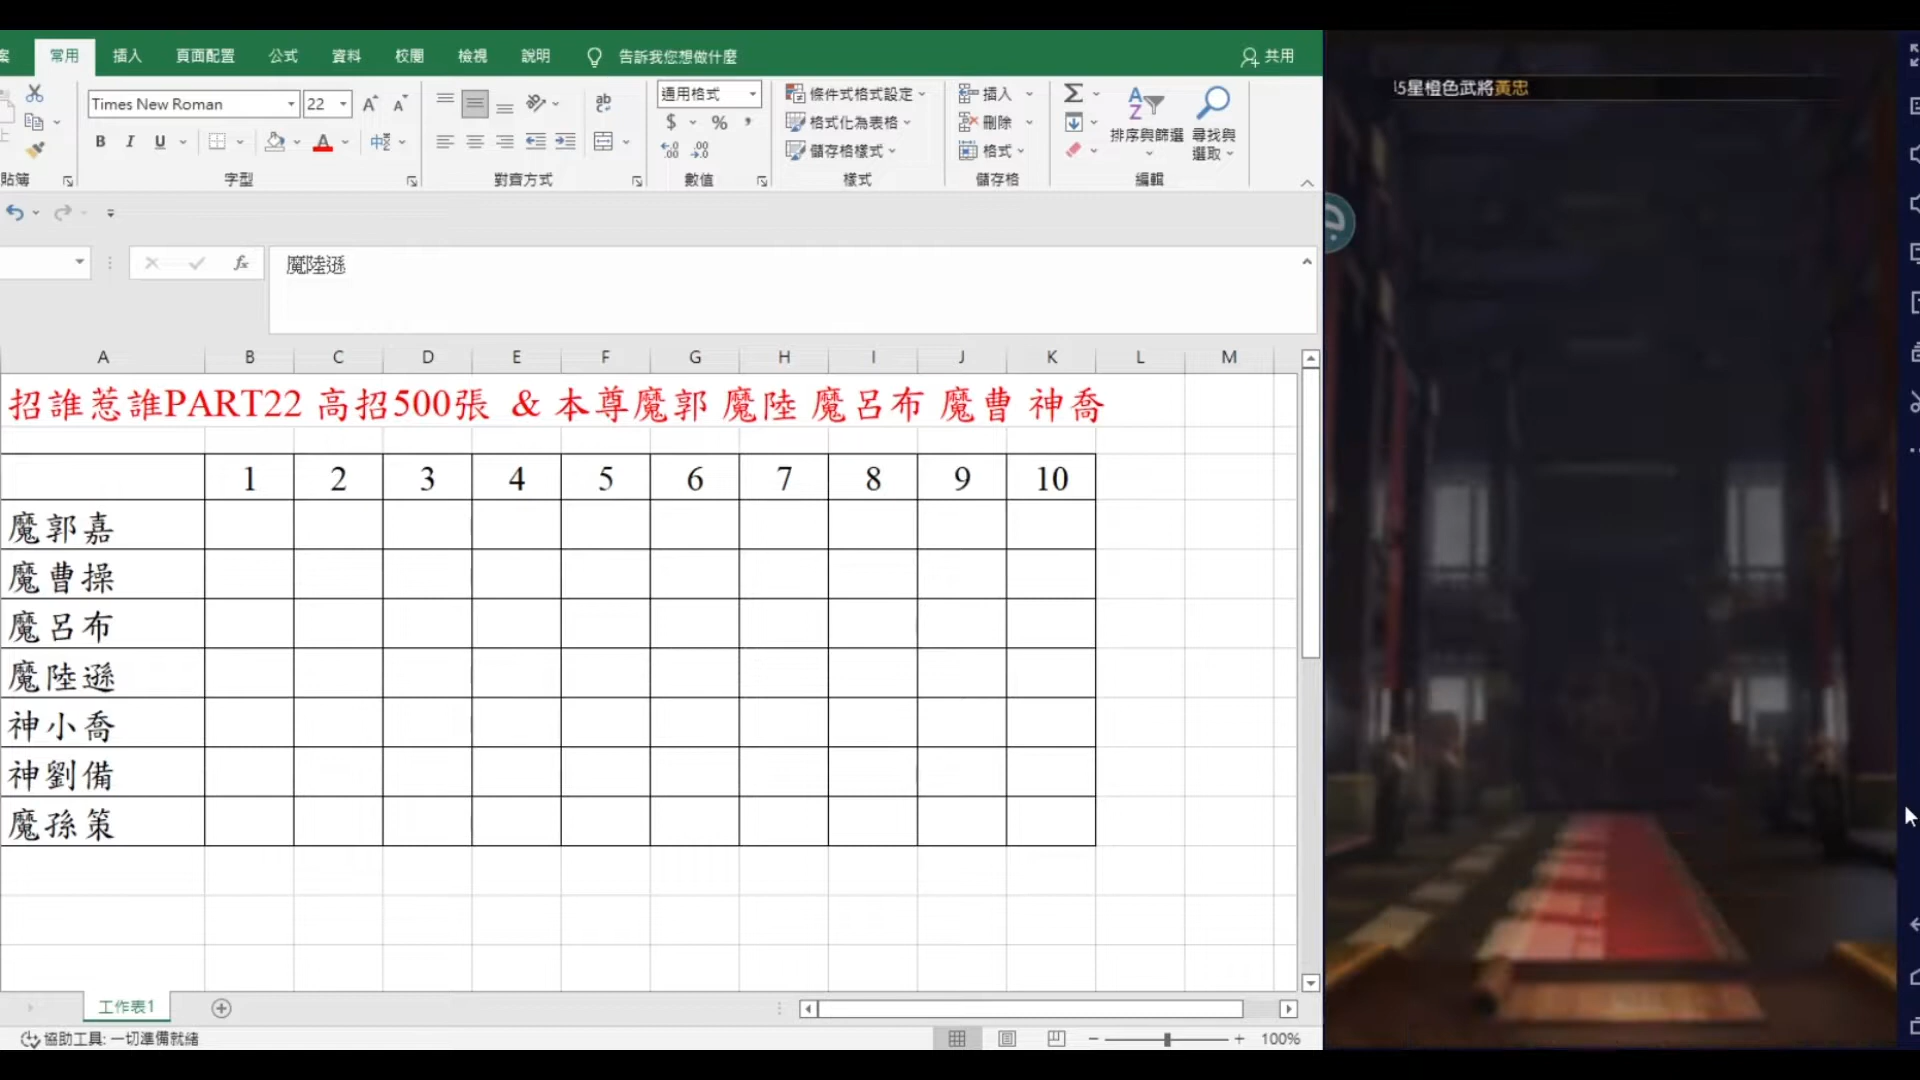 常用 插入 頁面配置 公式 資料 校閱 檢視 說明 告訴我您想做什麼 共用
Times New Roman 22
B I U
字型
對齊方式
通用格式
$ %
數值
條件式格式設定
格式化為表格
儲存格樣式
樣式
插入
刪除
格式
儲存格
排序與篩選
尋找與
選取
編輯
貼簿
魔陸遜
A B C D E F G H I J K L M
招誰惹誰PART22 高招500張 & 本尊魔郭 魔陸 魔呂布 魔曹 神喬
1 2 3 4 5 6 7 8 9 10
魔郭嘉
魔曹操
魔呂布
魔陸遜
神小喬
神劉備
魔孫策
工作表1
協助工具: 一切準備就緒
100%
5星橙色武將黃忠